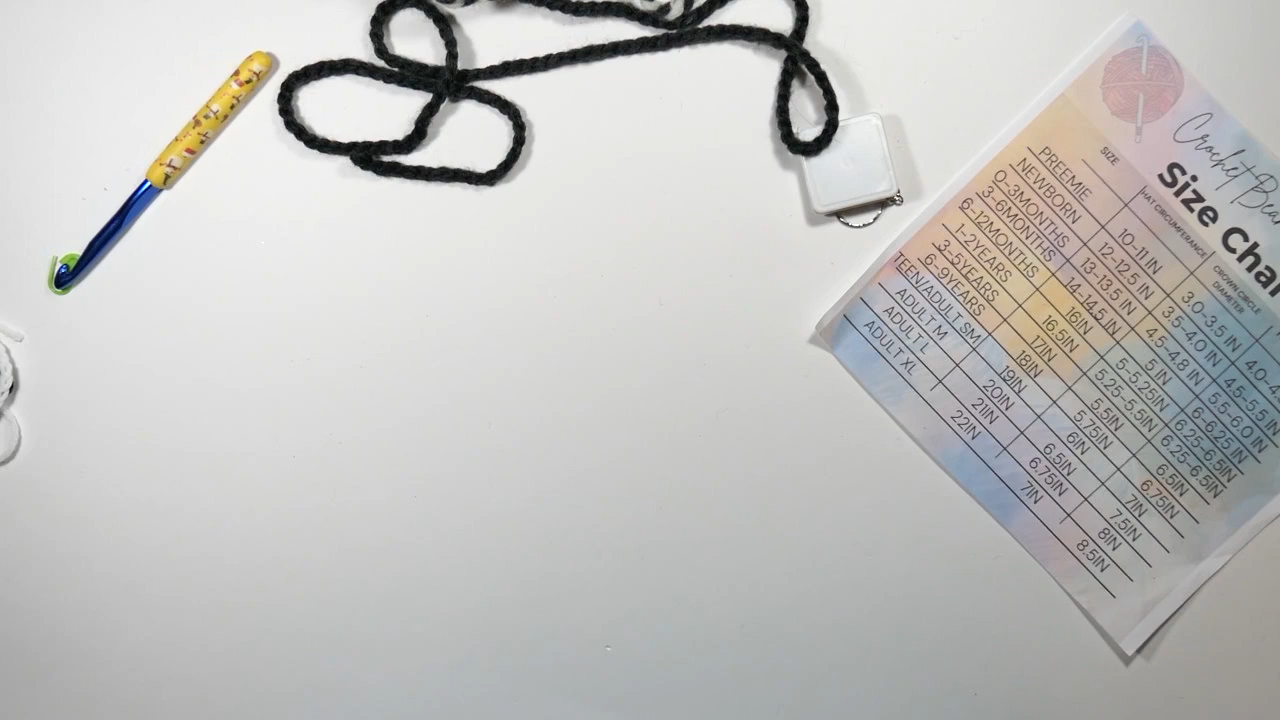 Crochet Bea
Size Char
SIZE HAT CIRCUMFERANCE CROWN CIRCLE DIAMETER
PREEMIE 10-11 IN 3.0-3.5 IN 4.0-4.
NEWBORN 12-12.5 IN 3.5-4.0 IN 4.5-5.5 IN
0-3MONTHS 13-13.5 IN 4.5-4.8 IN 5.5-6.0 IN
3-6MONTHS 14-14.5 IN 5IN 6-6.25 IN
6-12MONTHS 16IN 5-5.25IN 6.25-6.5IN
1-2YEARS 16.5IN 5.25-5.5IN 6.25-6.5IN
3-5YEARS 17IN 5.5IN 6.5IN
6-9YEARS 18IN 5.75IN 6.75IN
TEEN/ADULT SM 19IN 6IN 7IN
ADULT M 20IN 6.5IN 7.5IN
ADULT L 21IN 6.75IN 8IN
ADULT XL 22IN 7IN 8.5IN